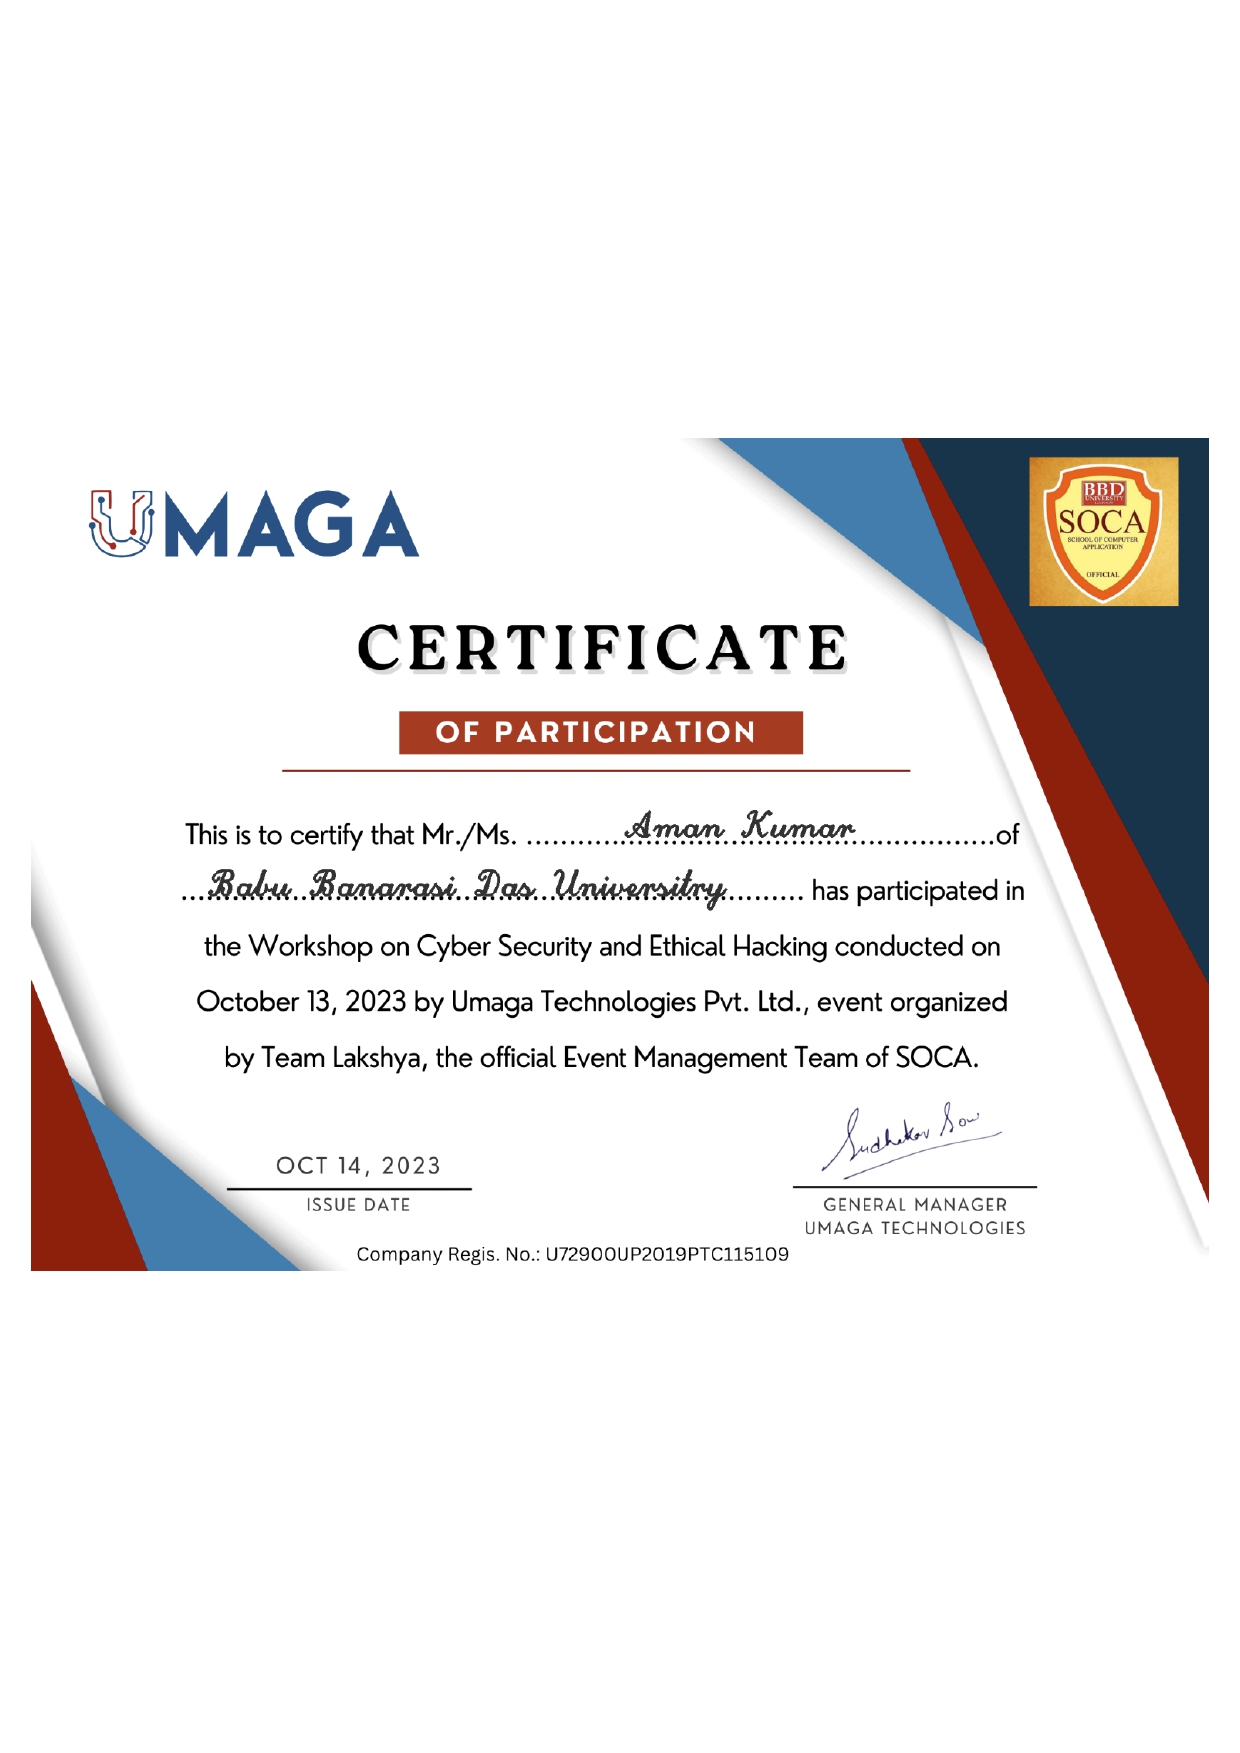 UMAGA
BBD
UNIVERSITY
SOCA
SCHOOL OF COMPUTER
APPLICATION
OFFICIAL
CERTIFICATE
OF PARTICIPATION
This is to certify that Mr./Ms. ............Aman Kumar..................of
...Babu Banarasi Das Universitry......... has participated in
the Workshop on Cyber Security and Ethical Hacking conducted on
October 13, 2023 by Umaga Technologies Pvt. Ltd., event organized
by Team Lakshya, the official Event Management Team of SOCA.
Sudhakar
OCT 14, 2023
ISSUE DATE
GENERAL MANAGER
UMAGA TECHNOLOGIES
Company Regis. No.: U72900UP2019PTC115109